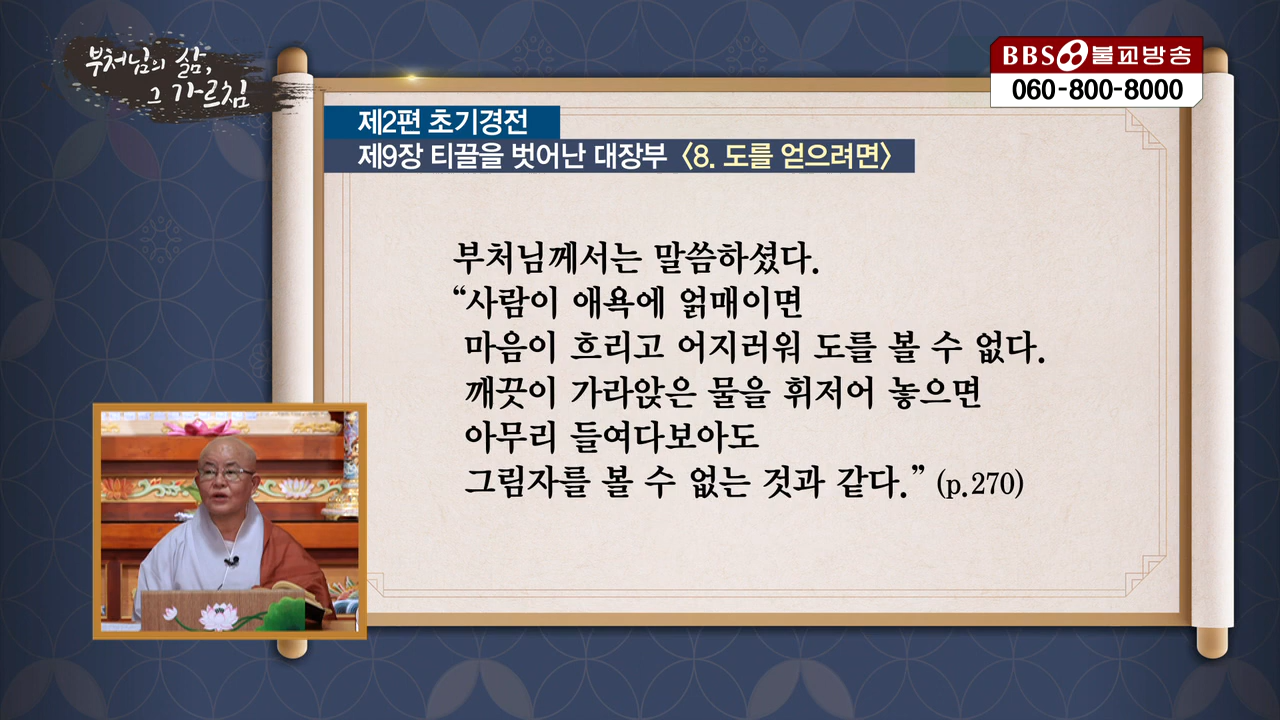 부처님의 삶,
그 가르침
BBS 불교방송
060-800-8000
제2편 초기경전
제9장 티끌을 벗어난 대장부 <8. 도를 얻으려면>
부처님께서는 말씀하셨다.
“사람이 애욕에 얽매이면
마음이 흐리고 어지러워 도를 볼 수 없다.
깨끗이 가라앉은 물을 휘저어 놓으면
아무리 들여다보아도
그림자를 볼 수 없는 것과 같다.” (p.270)